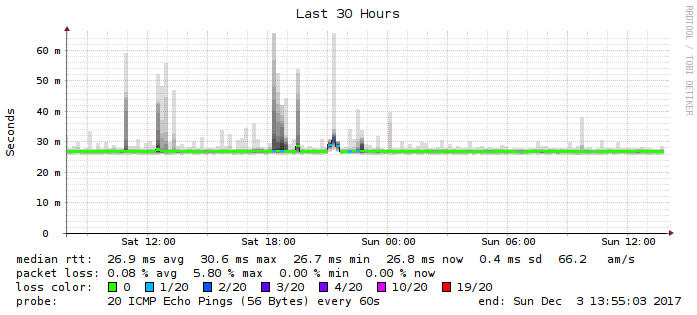 Last 30 Hours
RRDTOOL / TOBI OETIKER
Seconds
60 m
50 m
40 m
30 m
20 m
10 m
0
Sat 12:00 Sat 18:00 Sun 00:00 Sun 06:00 Sun 12:00
median rtt: 26.9 ms avg 30.6 ms max 26.7 ms min 26.8 ms now 0.4 ms sd 66.2 am/s
packet loss: 0.08 % avg 5.80 % max 0.00 % min 0.00 % now
loss color: 0 1/20 2/20 3/20 4/20 10/20 19/20
probe: 20 ICMP Echo Pings (56 Bytes) every 60s end: Sun Dec 3 13:55:03 2017